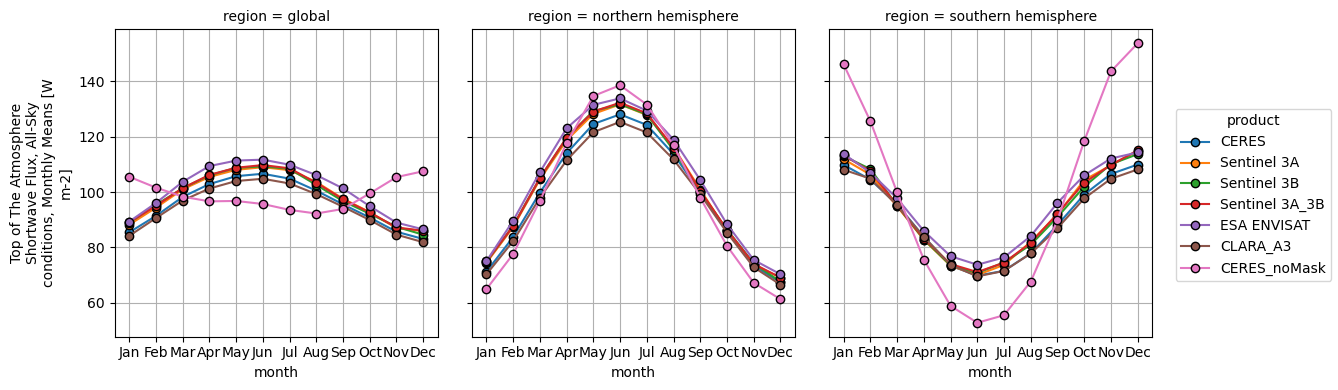 region = global
region = northern hemisphere
region = southern hemisphere
Top of The Atmosphere
Shortwave Flux, All-Sky
conditions, Monthly Means [W
m-2]
140
120
100
80
60
Jan Feb Mar Apr May Jun Jul Aug Sep Oct Nov Dec
month
Jan Feb Mar Apr May Jun Jul Aug Sep Oct Nov Dec
month
Jan Feb Mar Apr May Jun Jul Aug Sep Oct Nov Dec
month
product
CERES
Sentinel 3A
Sentinel 3B
Sentinel 3A_3B
ESA ENVISAT
CLARA_A3
CERES_noMask